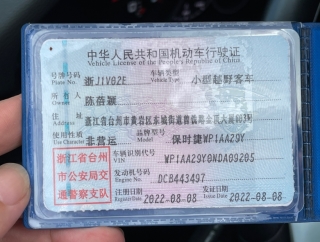 中华人民共和国机动车行驶证
Vehicle License of the People's Republic of China
号牌号码 浙J1V02E 车辆类型 小型越野客车
Plate No. Vehicle Type
所有人 陈蓓颖
Owner
住址 浙江省台州市黄岩区东城街道
Address
使用性质 非营运 品牌型号 保时捷WP1AA29Y
Use Character Model
浙江省台州市公安局交通警察支队
车辆识别代号 WP1AA29Y0NDA09205
VIN
发动机号码 DCB443497
Engine No.
注册日期 2022-08-08 发证日期 2022-08-08
Register Date Issue Date